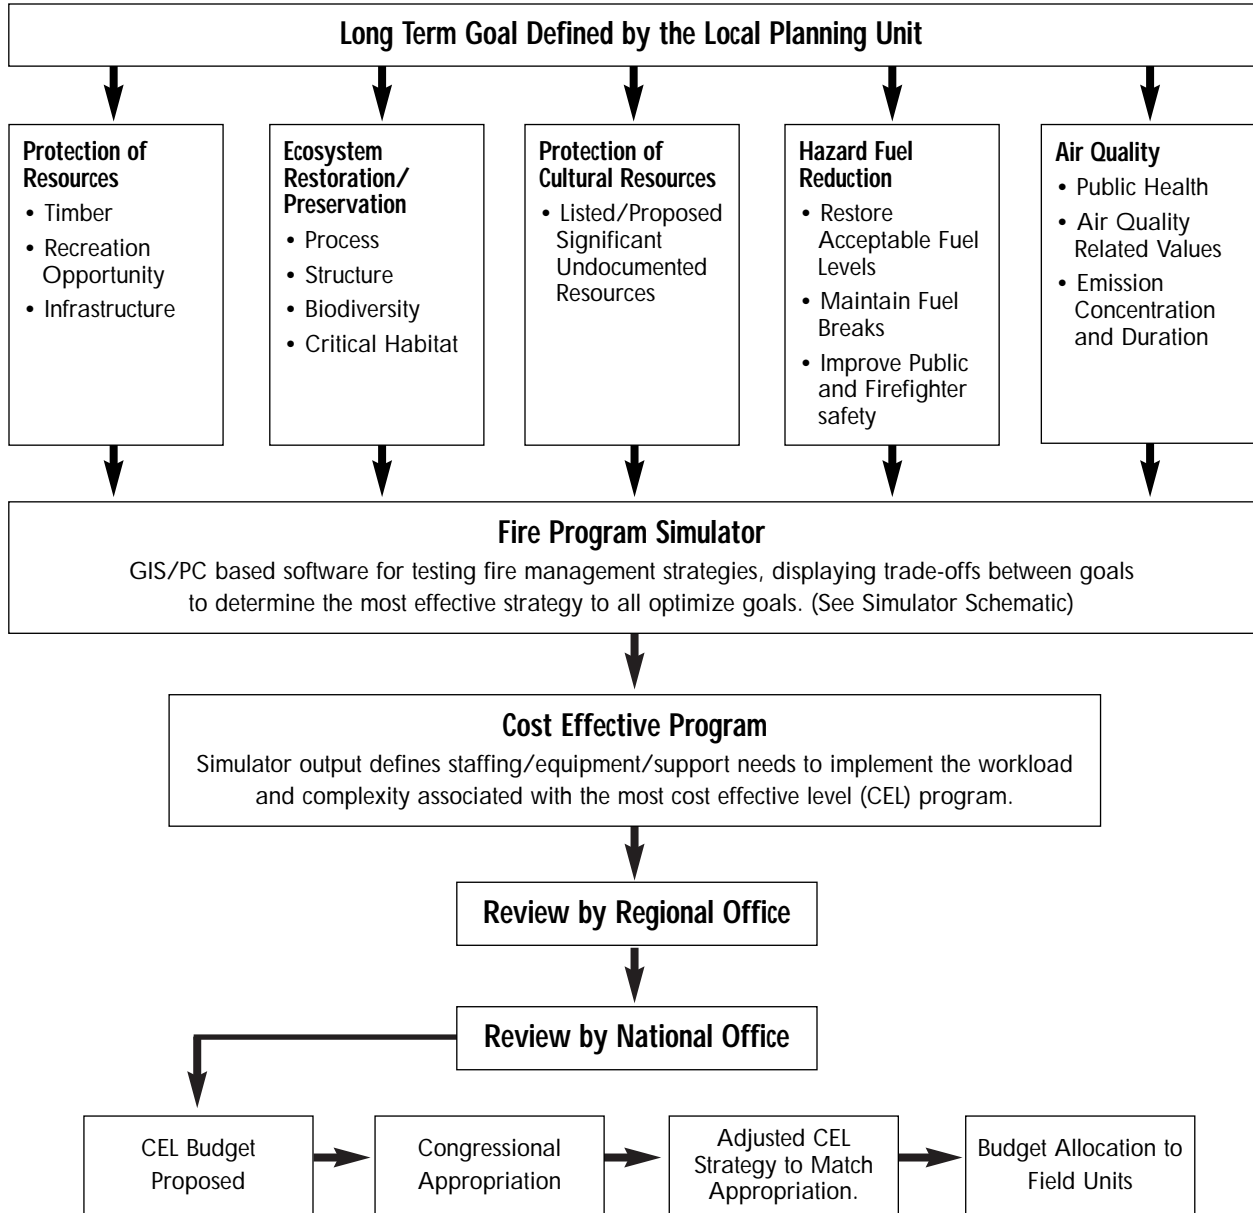 Long Term Goal Defined by the Local Planning Unit
Protection of
Resources
• Timber
• Recreation
Opportunity
• Infrastructure
Ecosystem
Restoration/
Preservation
• Process
• Structure
• Biodiversity
• Critical Habitat
Protection of
Cultural Resources
• Listed/Proposed
Significant
Undocumented
Resources
Hazard Fuel
Reduction
• Restore
Acceptable Fuel
Levels
• Maintain Fuel
Breaks
• Improve Public
and Firefighter
safety
Air Quality
• Public Health
• Air Quality
Related Values
• Emission
Concentration
and Duration
Fire Program Simulator
GIS/PC based software for testing fire management strategies, displaying trade-offs between goals
to determine the most effective strategy to all optimize goals. (See Simulator Schematic)
Cost Effective Program
Simulator output defines staffing/equipment/support needs to implement the workload
and complexity associated with the most cost effective level (CEL) program.
Review by Regional Office
Review by National Office
CEL Budget
Proposed
Congressional
Appropriation
Adjusted CEL
Strategy to Match
Appropriation.
Budget Allocation to
Field Units